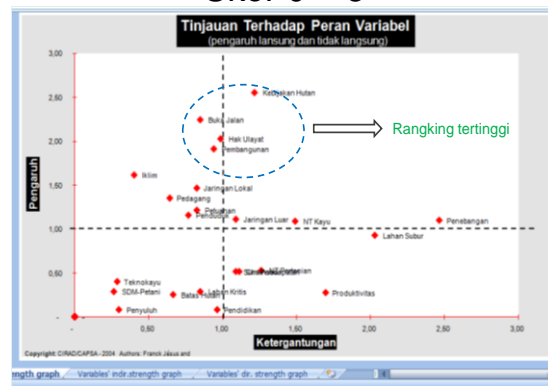 Tinjauan Terhadap Peran Variabel
(pengaruh lansung dan tidak langsung)
3,00
Kebijakan Hutan
2,50
Buka Jalan
Rangking tertinggi
2,00
Hak Ulayat
Pembangunan
Iklim
Pengaruh
1,50
Jaringan Lokal
Pedagang
Penduduk
Jaringan Luar
NT Kayu
Penebangan
1,00
Lahan Subur
0,50
Teknokayu
SDM-Petani
Batas Hutan
Lahan Kritis
Produktivitas
Penyuluh
Pendidikan
-
-
0,50
1,00
1,50
2,00
2,50
3,00
Ketergantungan
Copyright: CIRAD/CAPSA - 2004 Authors: Franck Jésus and
ength graph
Variables' indir.strength graph
Variables' dir. strength graph